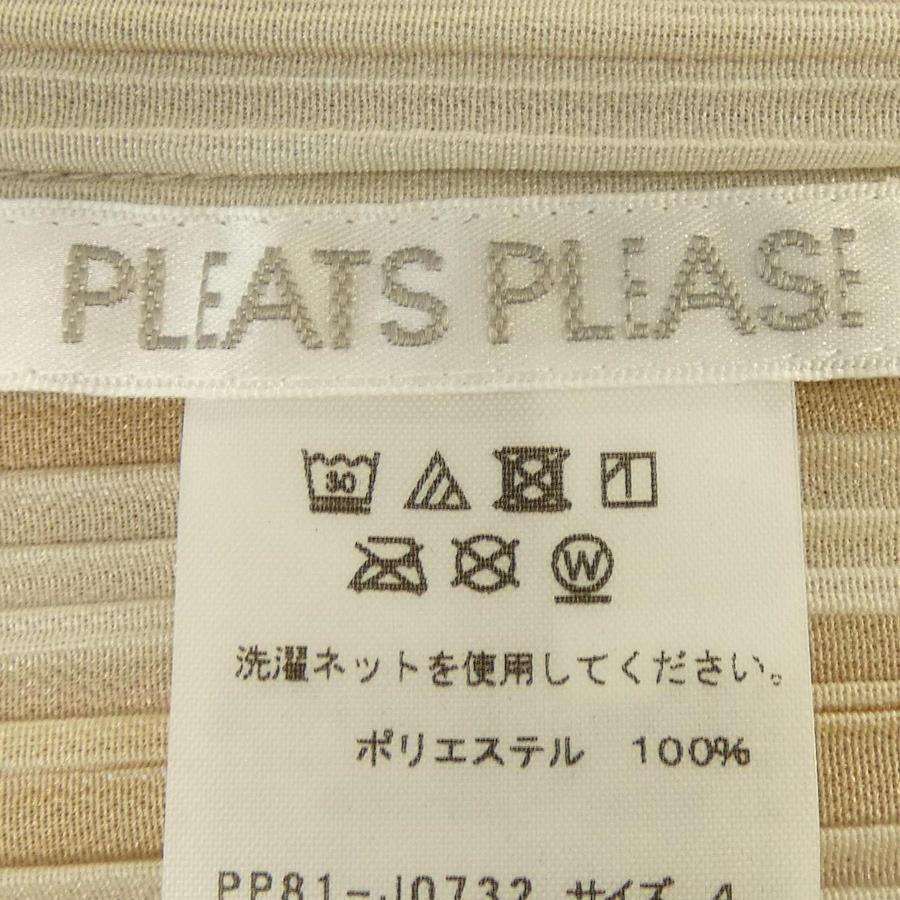 PLEATS PLEASE
30
W
洗濯ネットを使用してください。
ポリエステル 100%
PP81-J0732 サイズ 4